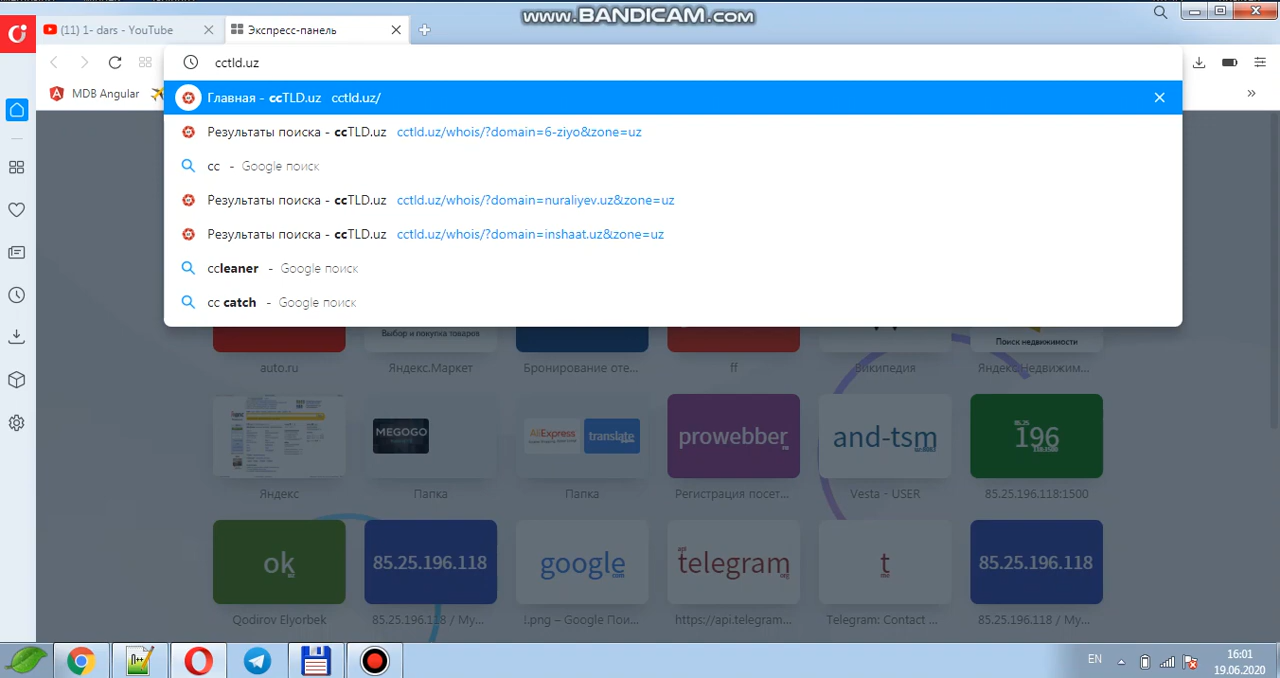 www.BANDICAM.com
(11) 1- dars - YouTube
Экспресс-панель
cctld.uz
MDB Angular
Главная - ccTLD.uz cctld.uz/
Результаты поиска - ccTLD.uz cctld.uz/whois/?domain=6-ziyo&zone=uz
cc - Google поиск
Результаты поиска - ccTLD.uz cctld.uz/whois/?domain=nuraliyev.uz&zone=uz
Результаты поиска - ccTLD.uz cctld.uz/whois/?domain=inshaat.uz&zone=uz
ccleaner - Google поиск
cc catch - Google поиск
Выбор и покупка товаров
Поиск недвижимости
auto.ru
Яндекс.Маркет
Бронирование оте...
ff
Википедия
Яндекс.Недвижим...
MEGOGO
AliExpress
translate
prowebber
and-tsm
196
Яндекс
Папка
Папка
Регистрация посет...
Vesta - USER
85.25.196.118:1500
ok
85.25.196.118
google
telegram
t
85.25.196.118
Qodirov Elyorbek
85.25.196.118 / My...
i.png – Google Пои...
https://api.telegram...
Telegram: Contact ...
85.25.196.118 / My...
EN
16:01
19.06.2020